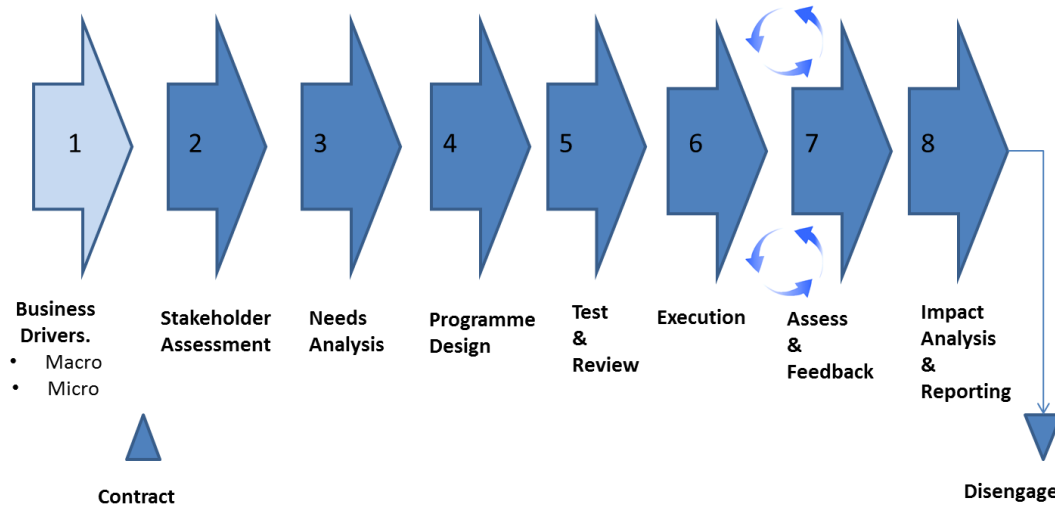 1
2
3
4
5
6
7
8
Business
Drivers.
• Macro
• Micro
Stakeholder
Assessment
Needs
Analysis
Programme
Design
Test
&
Review
Execution
Assess
&
Feedback
Impact
Analysis
&
Reporting
Contract
Disengage